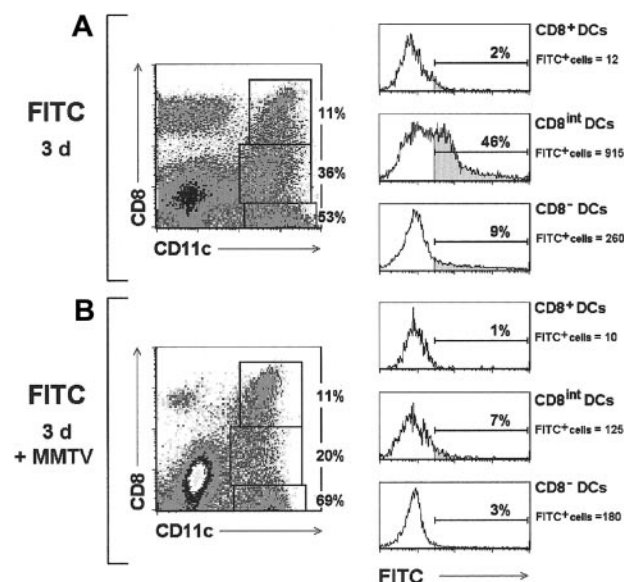 A
FITC
3 d
CD8
CD11c
11%
36%
53%
2%
CD8+ DCs
FITC+cells = 12
46%
CD8int DCs
FITC+cells = 915
9%
CD8- DCs
FITC+cells = 260
B
FITC
3 d
+ MMTV
CD8
CD11c
11%
20%
69%
1%
CD8+ DCs
FITC+cells = 10
7%
CD8int DCs
FITC+cells = 125
3%
CD8- DCs
FITC+cells =180
FITC